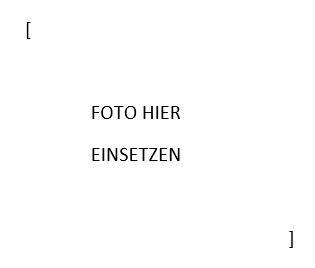 [
FOTO HIER
EINSETZEN
]